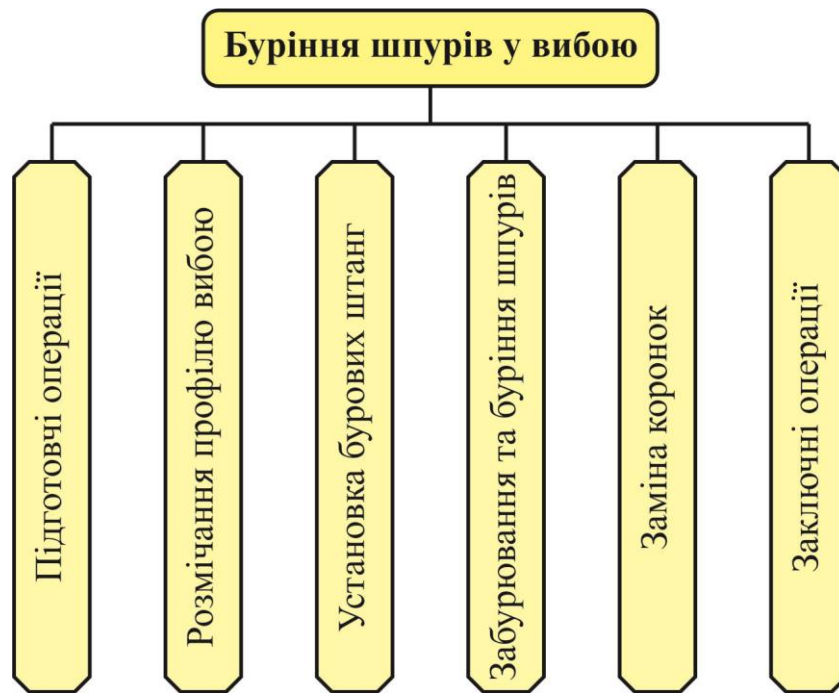 Буріння шпурів у вибою
Підготовчі операції
Розмічання профілю вибою
Установка бурових штанг
Забурювання та буріння шпурів
Заміна коронок
Заключні операції